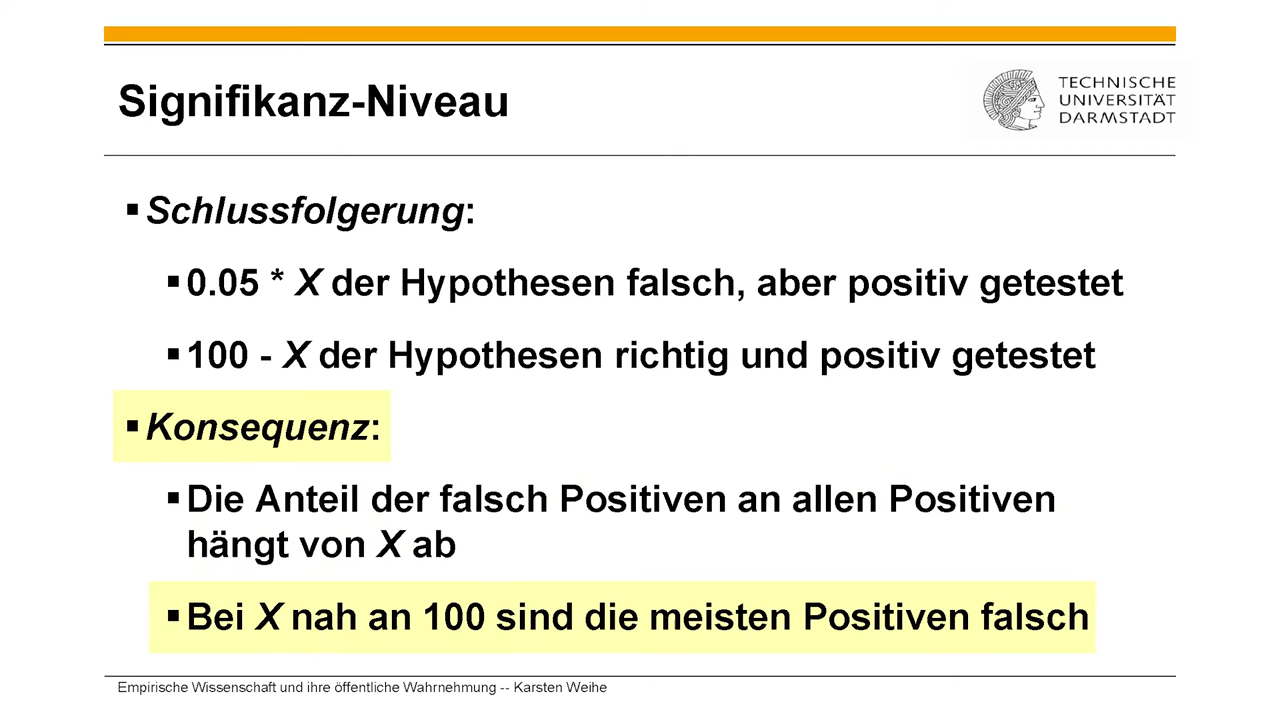 Signifikanz-Niveau
TECHNISCHE
UNIVERSITÄT
DARMSTADT
▪ Schlussfolgerung:
▪ 0.05 * X der Hypothesen falsch, aber positiv getestet
▪ 100 - X der Hypothesen richtig und positiv getestet
▪ Konsequenz:
▪ Die Anteil der falsch Positiven an allen Positiven
hängt von X ab
▪ Bei X nah an 100 sind die meisten Positiven falsch
Empirische Wissenschaft und ihre öffentliche Wahrnehmung -- Karsten Weihe